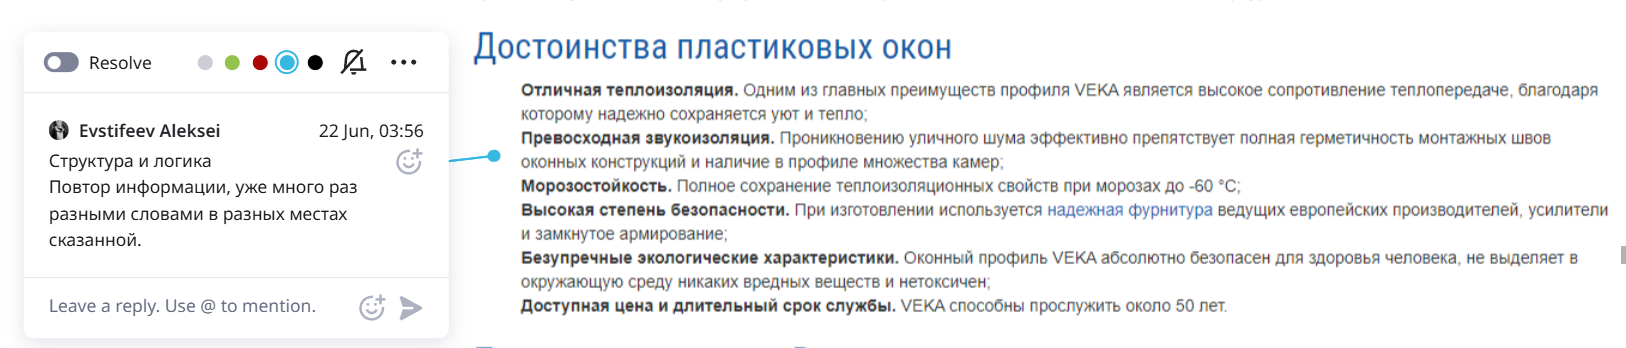 Resolve
Evstifeev Aleksei 22 Jun, 03:56
Структура и логика
Повтор информации, уже много раз
разными словами в разных местах
сказанной.
Leave a reply. Use @ to mention.
Достоинства пластиковых окон
Отличная теплоизоляция. Одним из главных преимуществ профиля VEKA является высокое сопротивление теплопередаче, благодаря
которому надежно сохраняется уют и тепло;
Превосходная звукоизоляция. Проникновению уличного шума эффективно препятствует полная герметичность монтажных швов
оконных конструкций и наличие в профиле множества камер;
Морозостойкость. Полное сохранение теплоизоляционных свойств при морозах до -60 °C;
Высокая степень безопасности. При изготовлении используется надежная фурнитура ведущих европейских производителей, усилители
и замкнутое армирование;
Безупречные экологические характеристики. Оконный профиль VEKA абсолютно безопасен для здоровья человека, не выделяет в
окружающую среду никаких вредных веществ и нетоксичен;
Доступная цена и длительный срок службы. VEKA способны прослужить около 50 лет.